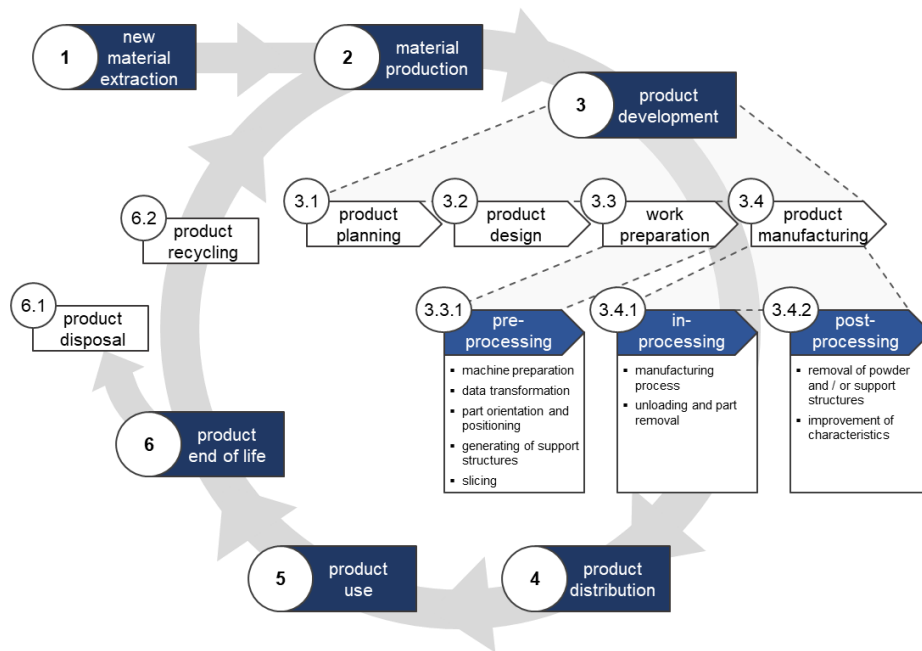 1
new
material
extraction
2
material
production
3
product
development
3.1
product
planning
3.2
product
design
3.3
work
preparation
3.4
product
manufacturing
6.2
product
recycling
6.1
product
disposal
3.3.1
pre-
processing
▪ machine preparation
▪ data transformation
▪ part orientation and
positioning
▪ generating of support
structures
▪ slicing
3.4.1
in-
processing
▪ manufacturing
process
▪ unloading and part
removal
3.4.2
post-
processing
▪ removal of powder
and / or support
structures
▪ improvement of
characteristics
6
product
end of life
5
product
use
4
product
distribution